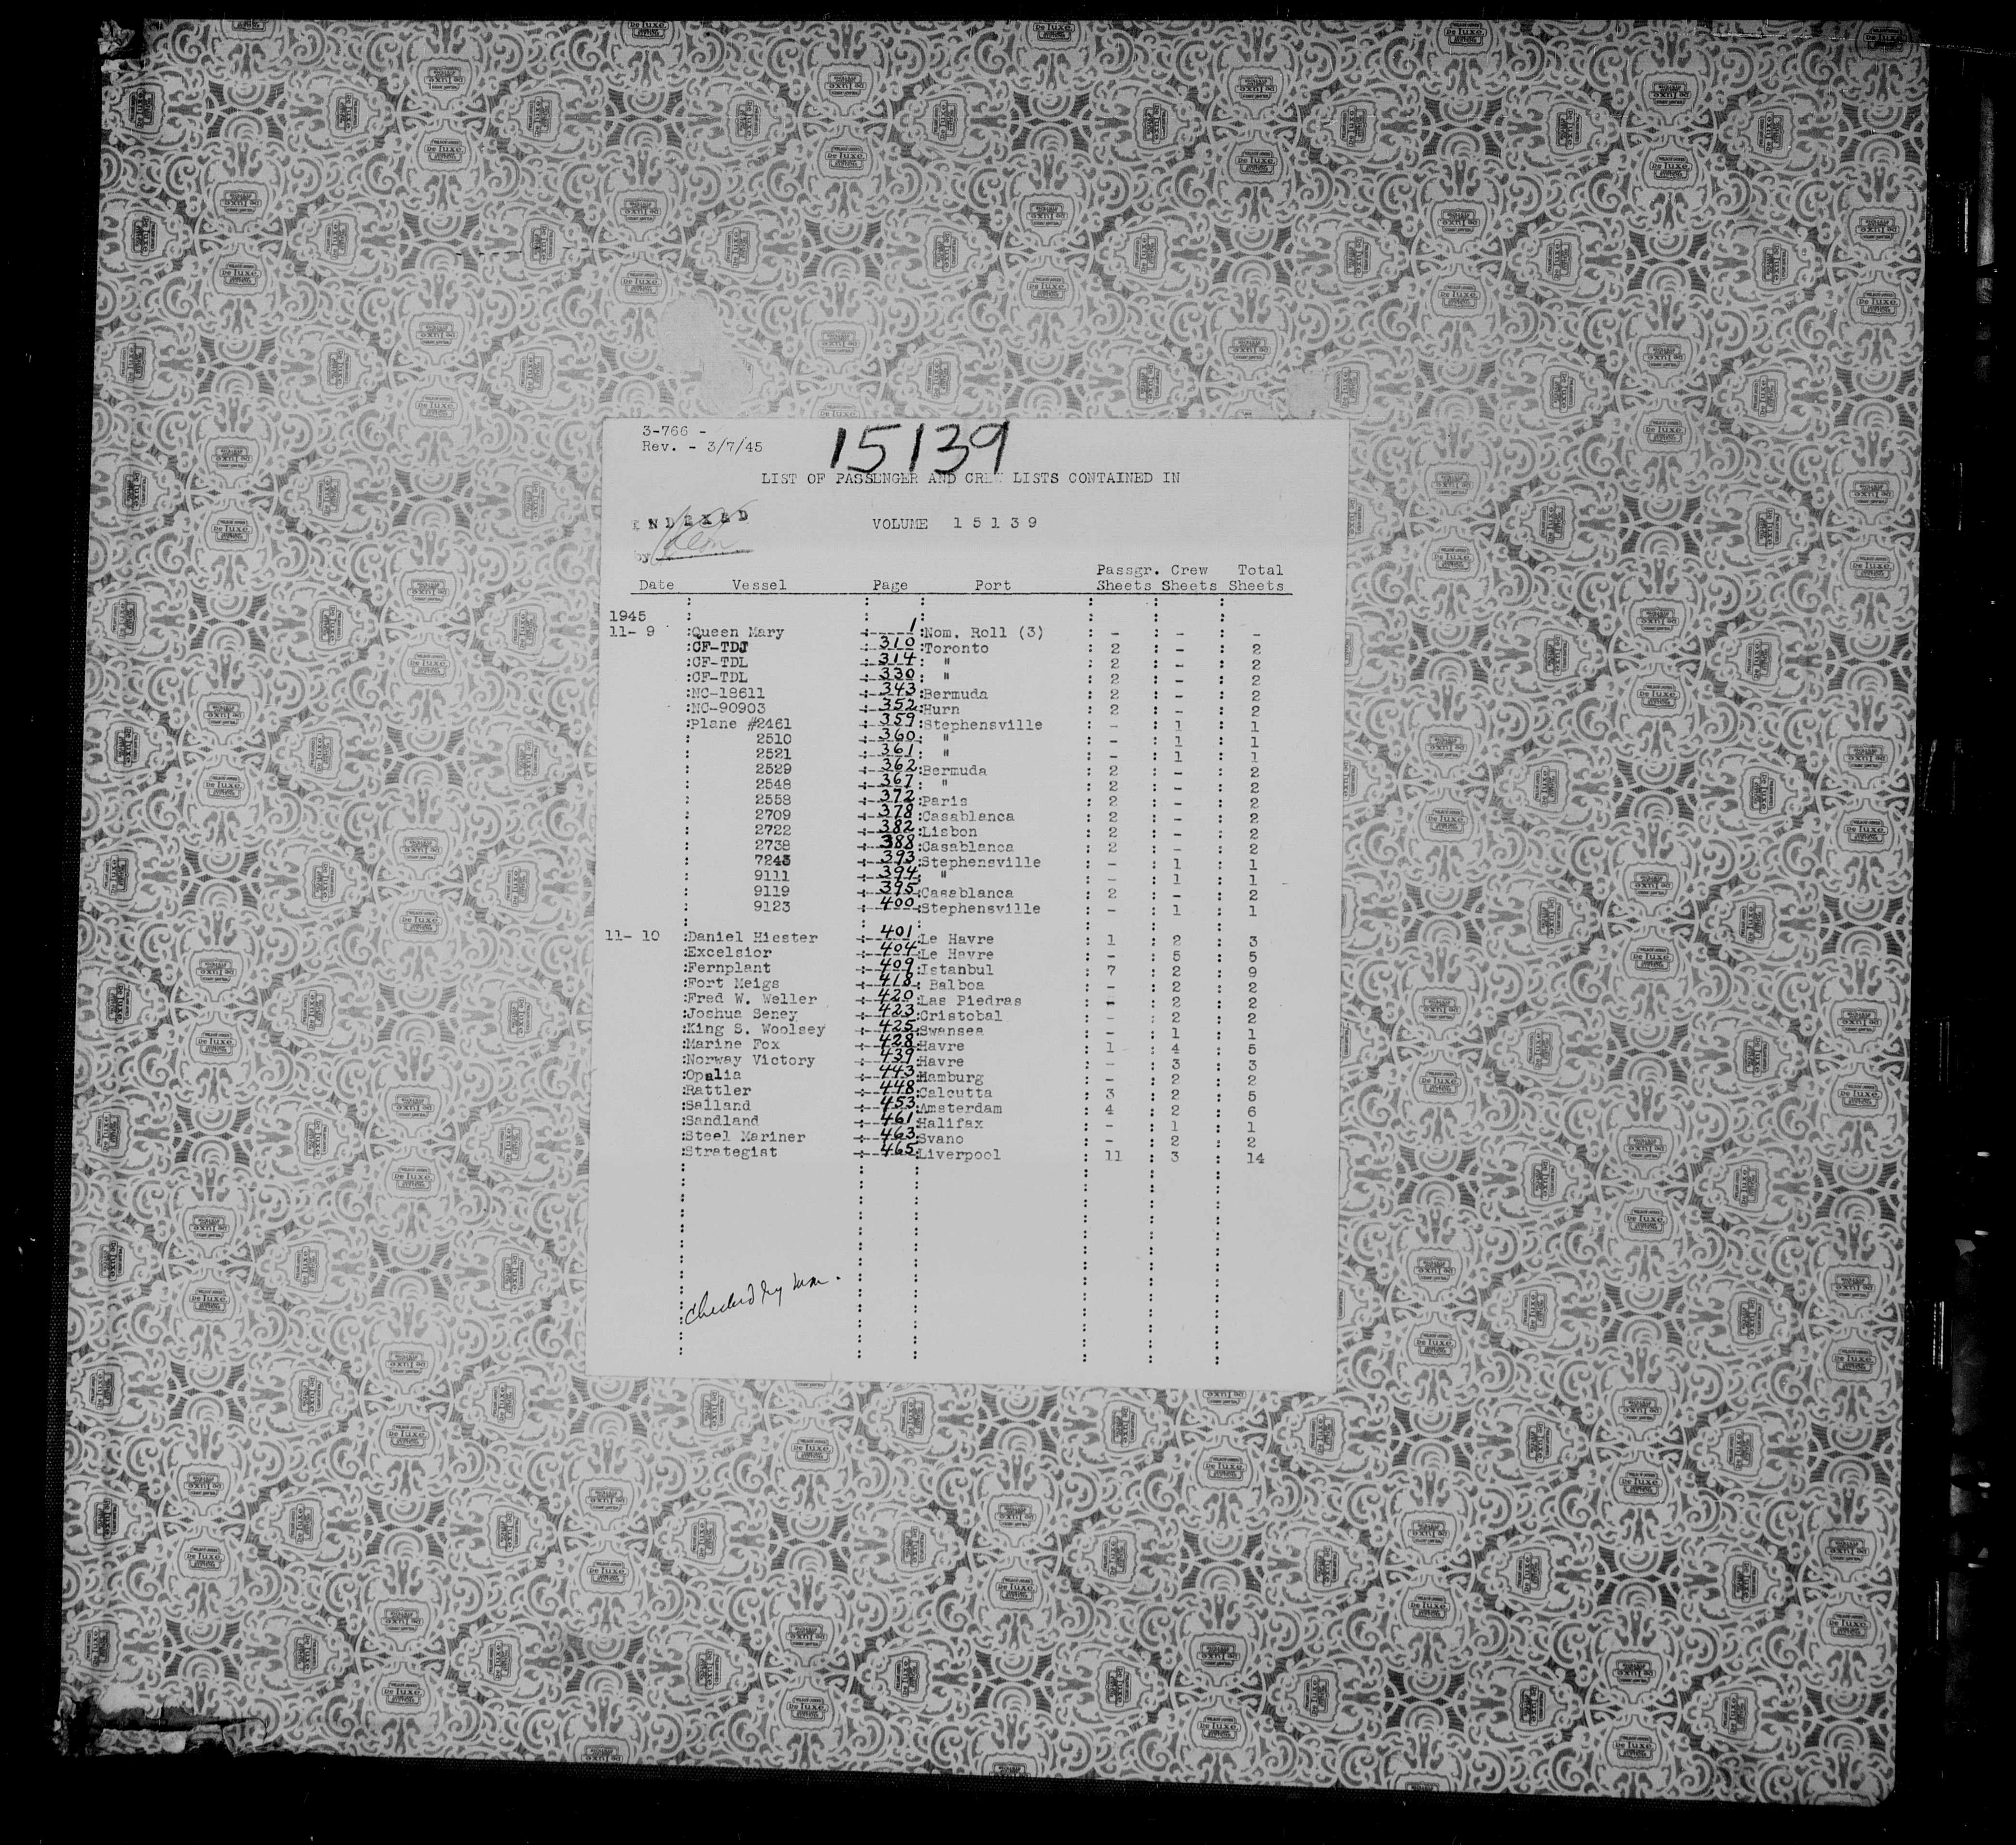 3-766 -
Rev. - 3/7/45
15139
LIST OF PASSENGER AND CREW LISTS CONTAINED IN
INDEXED
VOLUME 15139
by
Passgr. Crew Total
Date Vessel Page Port Sheets Sheets Sheets
1945
11- 9 :Queen Mary 1 :Nom. Roll (3) : - : - : -
:CF-TDJ 310 :Toronto : 2 : - : 2
:CF-TDL 314 : " : 2 : - : 2
:CF-TDL 330 : " : 2 : - : 2
:NC-18611 343 :Bermuda : 2 : - : 2
:NC-90903 352 :Hurn : 2 : - : 2
:Plane #2461 359 :Stephensville : - : 1 : 1
: 2510 360 : " : - : 1 : 1
: 2521 361 : " : - : 1 : 1
: 2529 362 :Bermuda : 2 : - : 2
: 2548 367 : " : 2 : - : 2
: 2558 372 :Paris : 2 : - : 2
: 2709 378 :Casablanca : 2 : - : 2
: 2722 382 :Lisbon : 2 : - : 2
: 2738 388 :Casablanca : 2 : - : 2
: 7243 393 :Stephensville : - : 1 : 1
: 9111 394 : " : - : 1 : 1
: 9119 395 :Casablanca : 2 : - : 2
: 9123 400 :Stephensville : - : 1 : 1
11- 10 :Daniel Hiester 401 :Le Havre : 1 : 2 : 3
:Excelsior 404 :Le Havre : - : 5 : 5
:Fernplant 409 :Istanbul : 7 : 2 : 9
:Fort Meigs 418 : Balboa : - : 2 : 2
:Fred W. Weller 420 :Las Piedras : - : 2 : 2
:Joshua Seney 423 :Cristobal : - : 2 : 2
:King S. Woolsey 425 :Swansea : - : 1 : 1
:Marine Fox 428 :Havre : 1 : 4 : 5
:Norway Victory 439 :Havre : - : 3 : 3
:Opalia 443 :Hamburg : - : 2 : 2
:Rattler 448 :Calcutta : 3 : 2 : 5
:Salland 453 :Amsterdam : 4 : 2 : 6
:Sandland 461 :Halifax : - : 1 : 1
:Steel Mariner 463 :Svano : - : 2 : 2
:Strategist 465 :Liverpool : 11 : 3 : 14
checked by